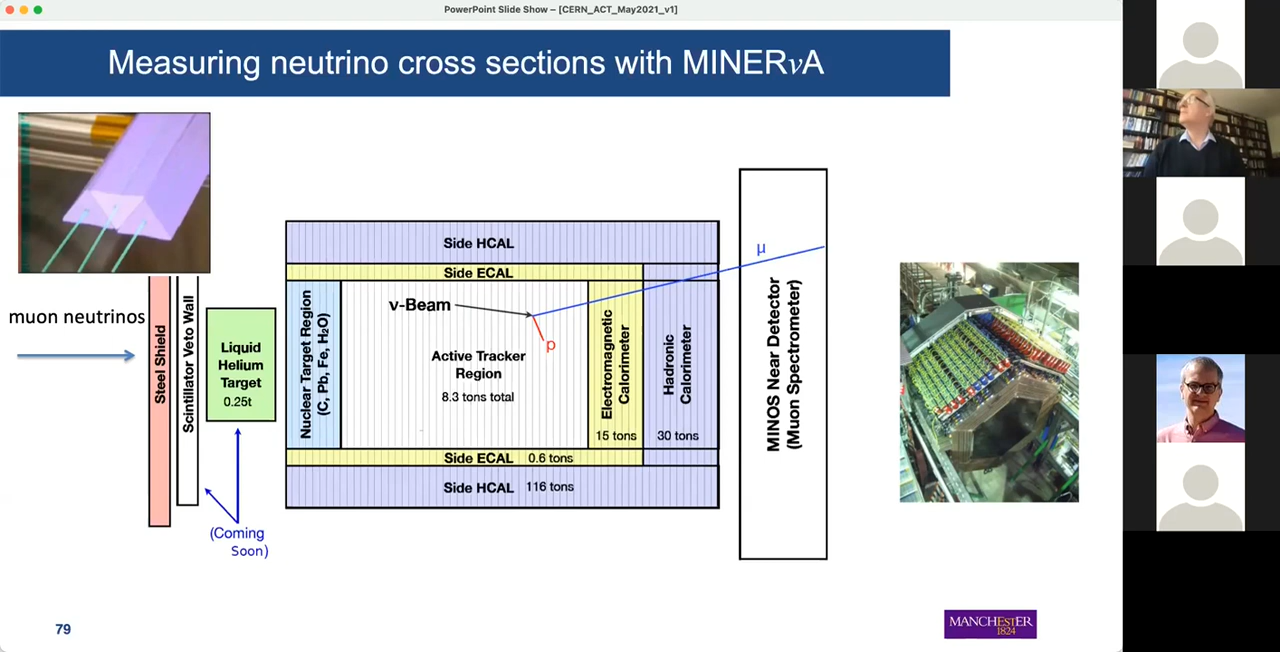 PowerPoint Slide Show – [CERN_ACT_May2021_v1]
Measuring neutrino cross sections with MINERνA
muon neutrinos
Steel Shield
Scintillator Veto Wall
Liquid
Helium
Target
0.25t
(Coming
Soon)
Side HCAL
Side ECAL
Nuclear Target Region
(C, Pb, Fe, H₂O)
ν-Beam
p
μ
Active Tracker
Region
8.3 tons total
Electromagnetic
Calorimeter
15 tons
Hadronic
Calorimeter
30 tons
Side ECAL 0.6 tons
Side HCAL 116 tons
MINOS Near Detector
(Muon Spectrometer)
79
MANCHESTER
1824